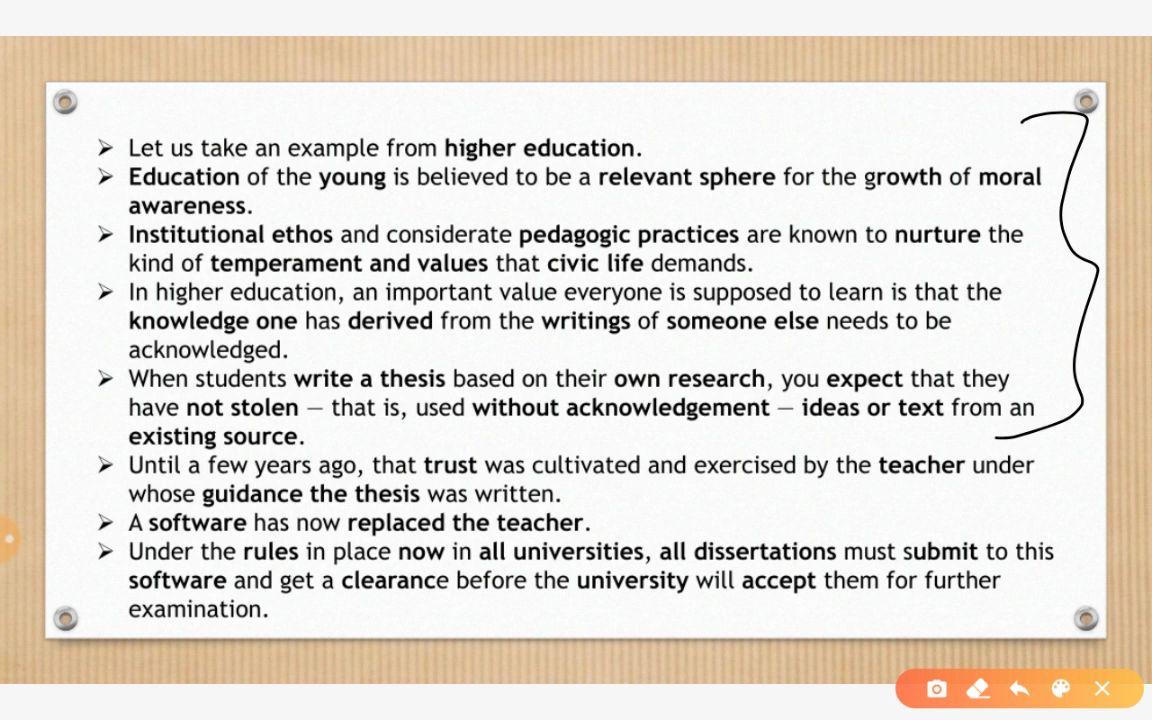 ➢ Let us take an example from higher education.
➢ Education of the young is believed to be a relevant sphere for the growth of moral
awareness.
➢ Institutional ethos and considerate pedagogic practices are known to nurture the
kind of temperament and values that civic life demands.
➢ In higher education, an important value everyone is supposed to learn is that the
knowledge one has derived from the writings of someone else needs to be
acknowledged.
➢ When students write a thesis based on their own research, you expect that they
have not stolen — that is, used without acknowledgement — ideas or text from an
existing source.
➢ Until a few years ago, that trust was cultivated and exercised by the teacher under
whose guidance the thesis was written.
➢ A software has now replaced the teacher.
➢ Under the rules in place now in all universities, all dissertations must submit to this
software and get a clearance before the university will accept them for further
examination.